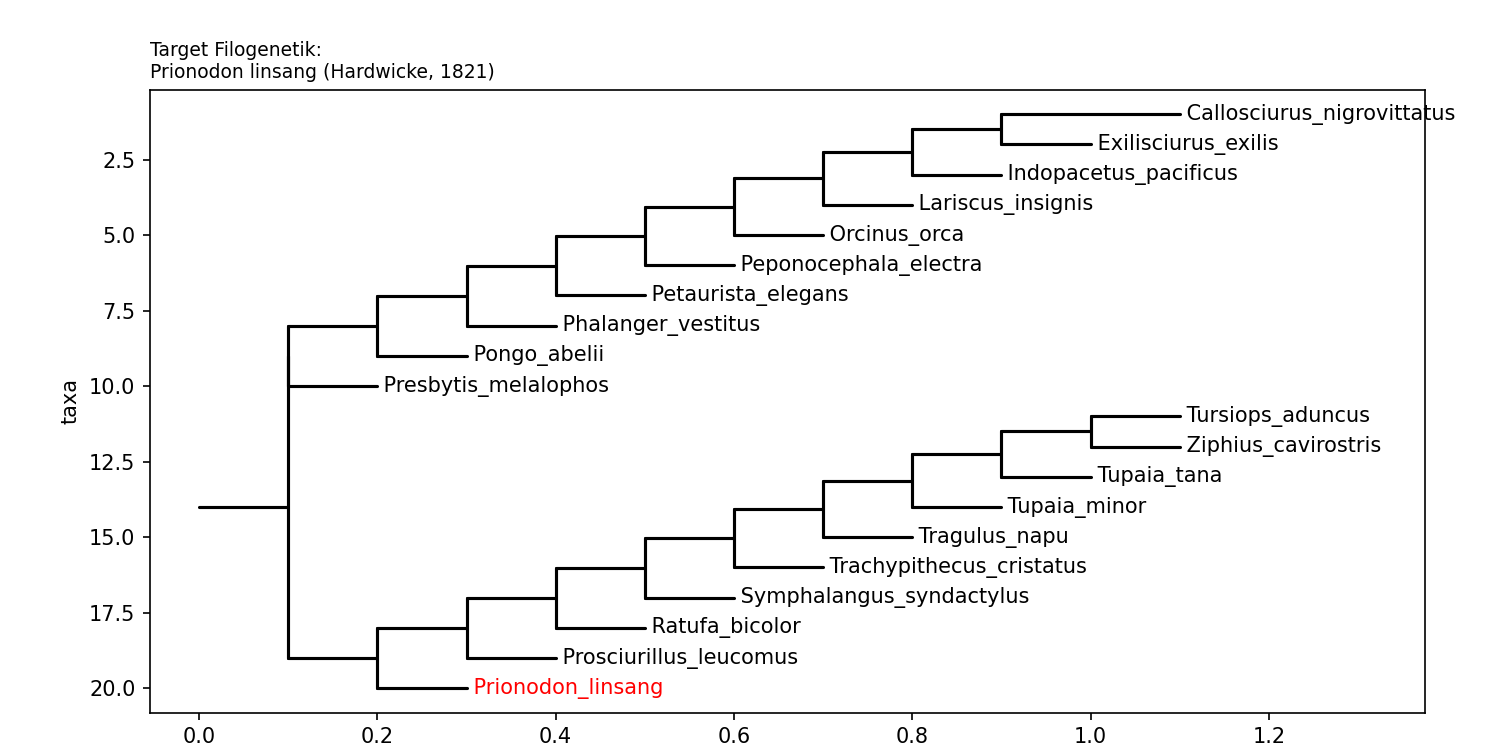 Target Filogenetik:
Prionodon linsang (Hardwicke, 1821)
Callosciurus_nigrovittatus
Exilisciurus_exilis
2.5
Indopacetus_pacificus
Lariscus_insignis
5.0
Orcinus_orca
Peponocephala_electra
Petaurista_elegans
7.5
Phalanger_vestitus
Pongo_abelii
10.0
Presbytis_melalophos
taxa
Tursiops_aduncus
Ziphius_cavirostris
12.5
Tupaia_tana
Tupaia_minor
15.0
Tragulus_napu
Trachypithecus_cristatus
Symphalangus_syndactylus
17.5
Ratufa_bicolor
Prosciurillus_leucomus
20.0
Prionodon_linsang
0.0 0.2 0.4 0.6 0.8 1.0 1.2